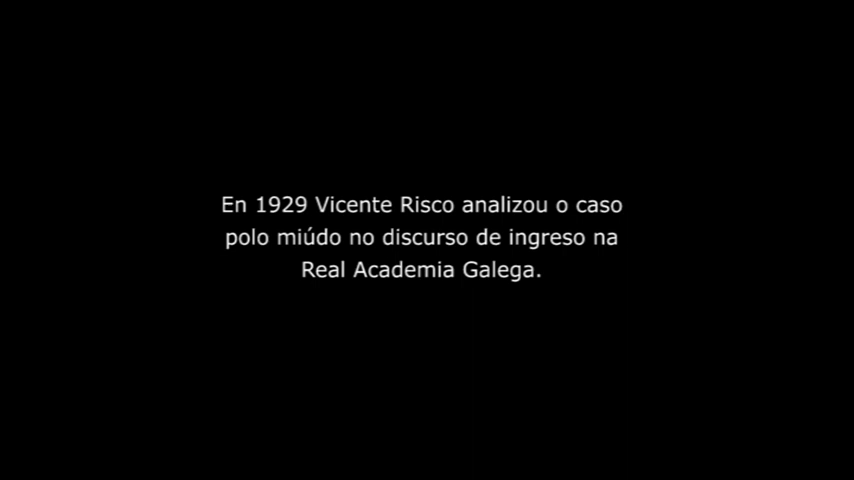 En 1929 Vicente Risco analizou o caso
polo miúdo no discurso de ingreso na
Real Academia Galega.